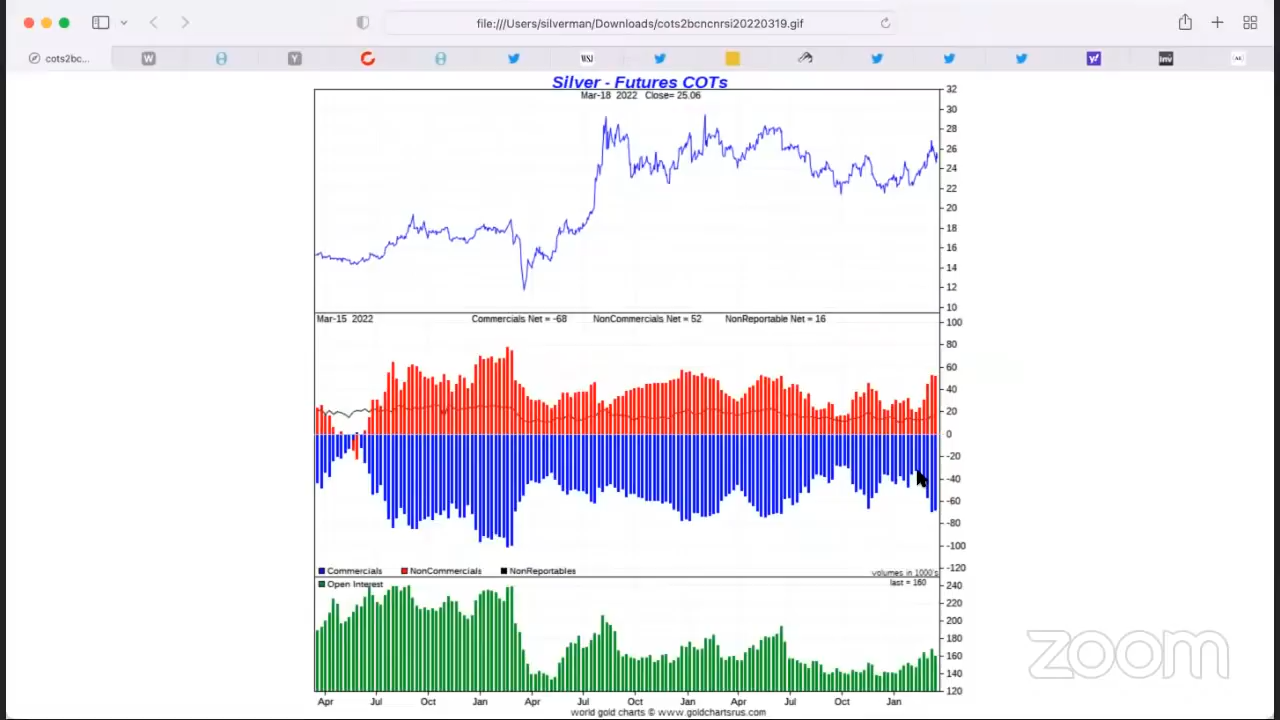 file:///Users/silverman/Downloads/cots2bcncnrsi20220319.gif
cots2bc...
W
Y
WSJ
y!
Inv
Silver - Futures COTs
Mar-18 2022 Close= 25.06
32
30
28
26
24
22
20
18
16
14
12
10
Mar-15 2022 Commercials Net = -68 NonCommercials Net = 52 NonReportable Net = 16
100
80
60
40
20
0
-20
-40
-60
-80
-100
-120
Commercials NonCommercials NonReportables
volumes in 1000's
Open Interest
last = 160
240
220
200
180
160
140
120
Apr Jul Oct Jan Apr Jul Oct Jan Apr Jul Oct Jan
world gold charts © www.goldchartsrus.com
zoom